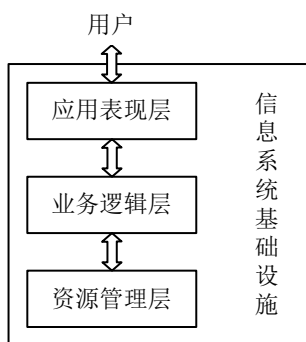 用户
应用表现层
业务逻辑层
资源管理层
信息系统基础设施